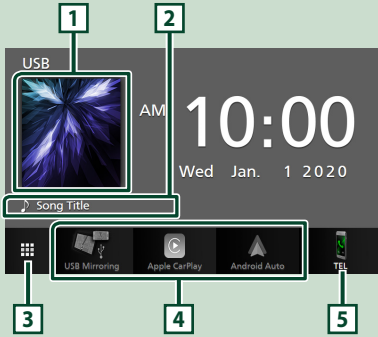 1 2
USB
AM 10:00
Wed Jan. 1 2020
♪ Song Title
USB Mirroring Apple CarPlay Android Auto TEL
3 4 5